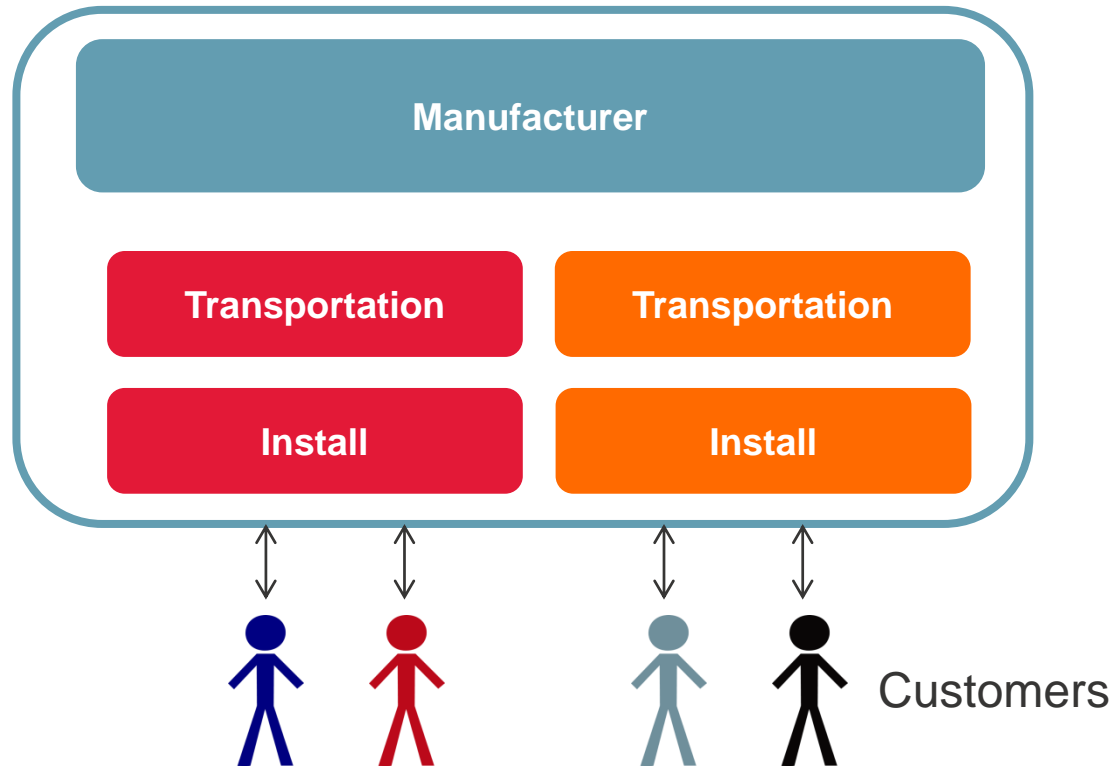 Manufacturer
Transportation
Transportation
Install
Install
Customers